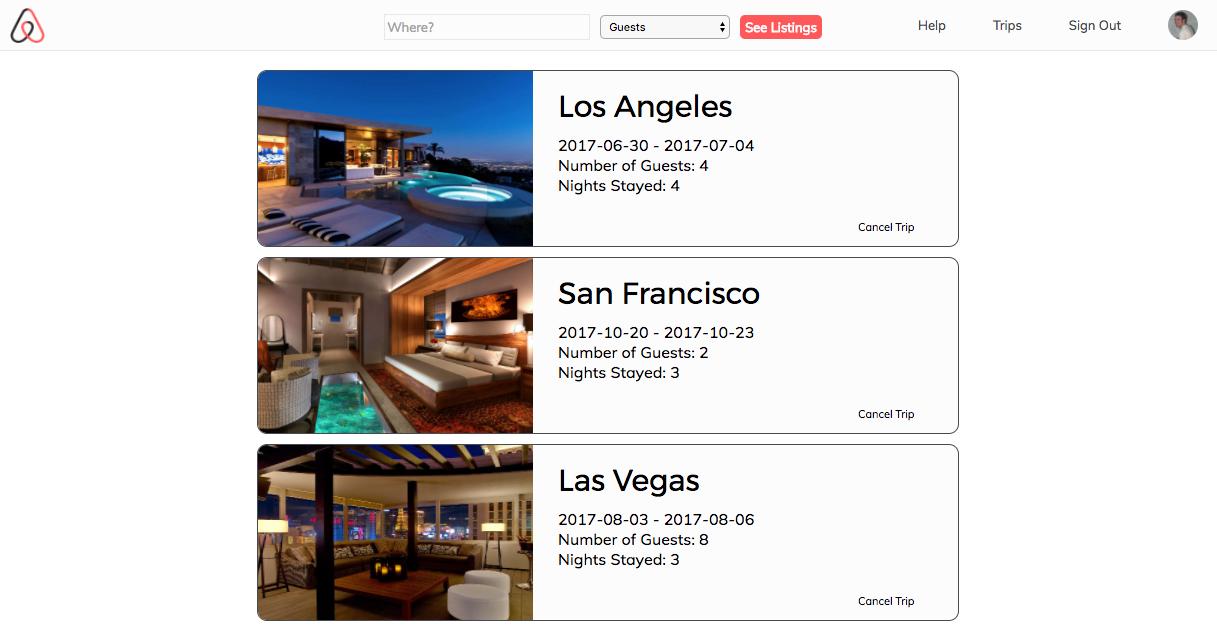 Where?
Guests
See Listings
Help
Trips
Sign Out
Los Angeles
2017-06-30 - 2017-07-04
Number of Guests: 4
Nights Stayed: 4
Cancel Trip
San Francisco
2017-10-20 - 2017-10-23
Number of Guests: 2
Nights Stayed: 3
Cancel Trip
Las Vegas
2017-08-03 - 2017-08-06
Number of Guests: 8
Nights Stayed: 3
Cancel Trip